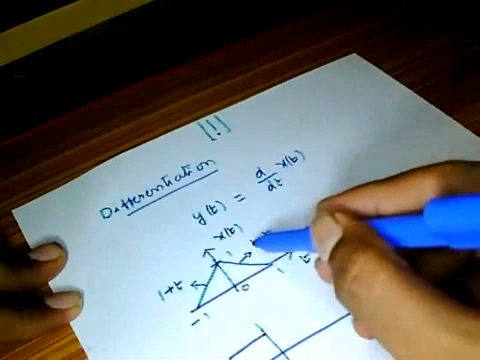 Differentiation
y(t) = d/dt x(t)
x(t)
1
1+t
-1 0 1 t